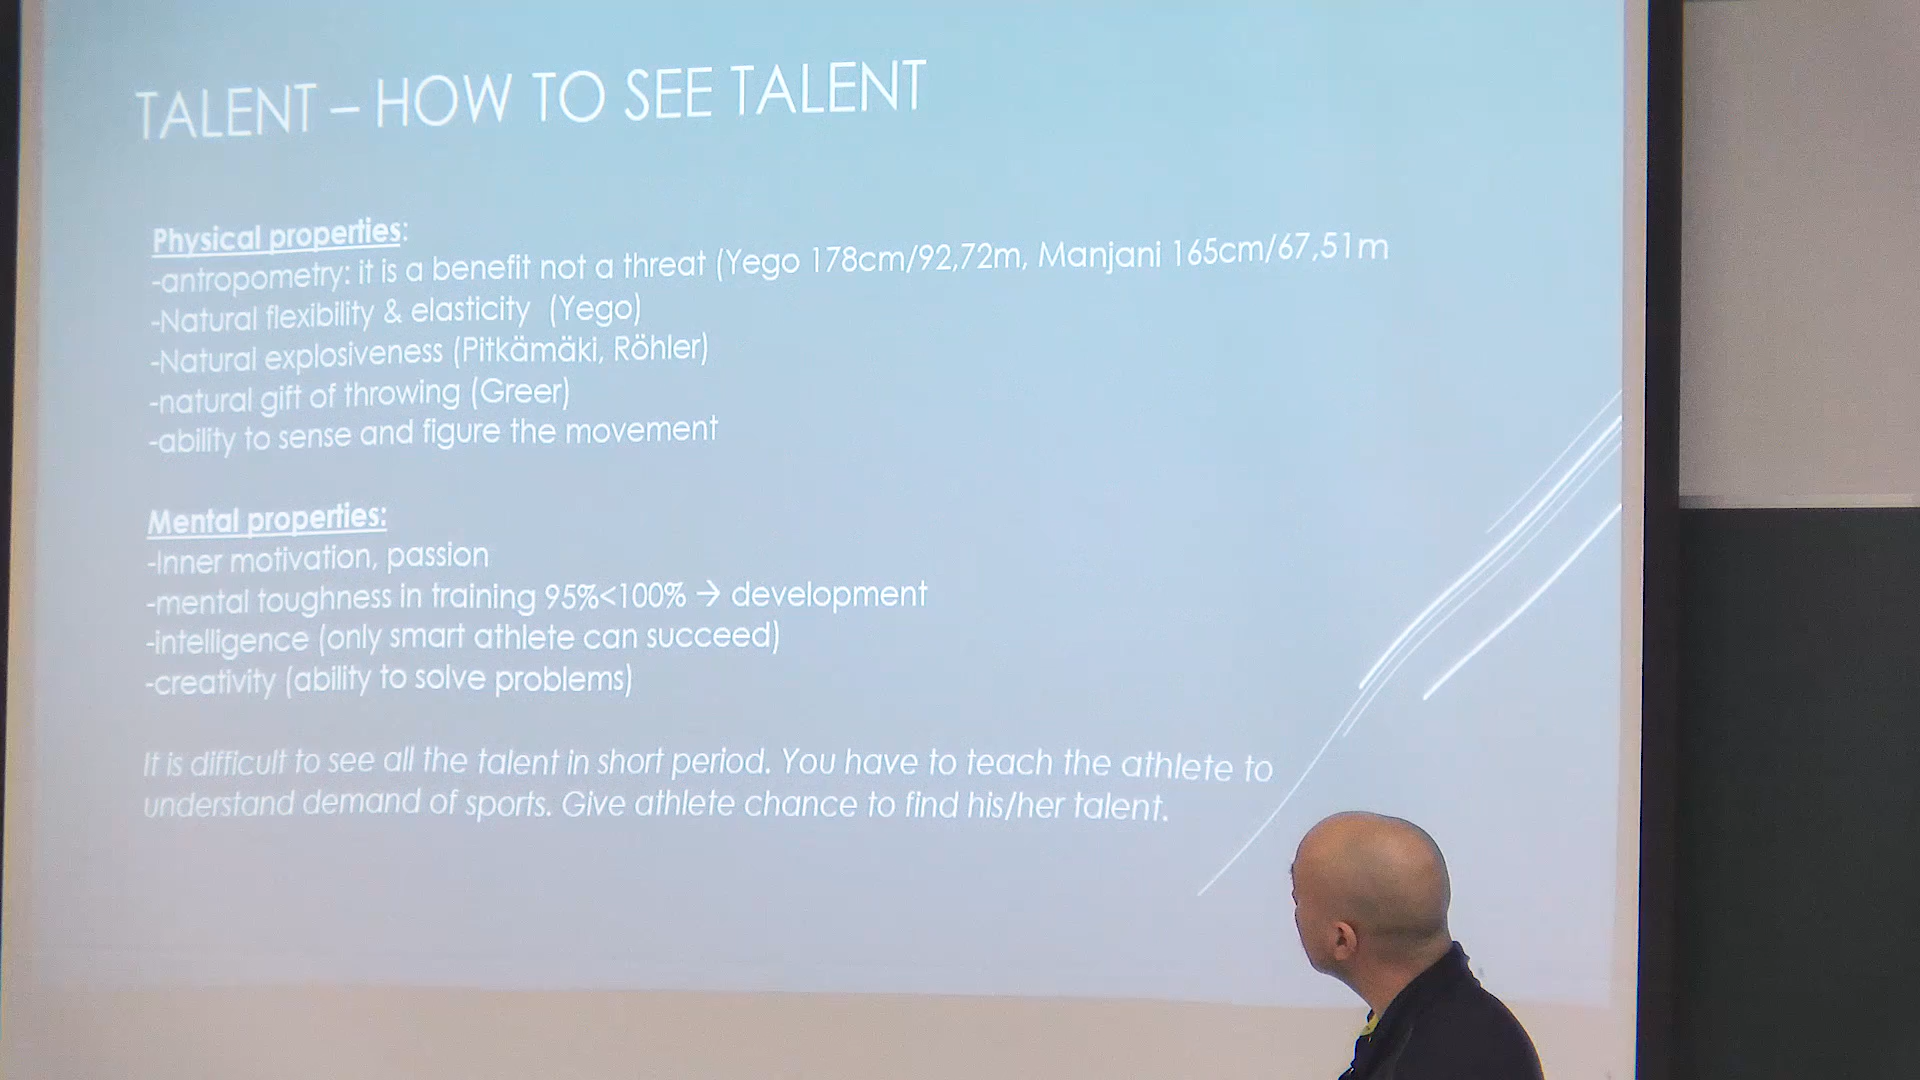 TALENT – HOW TO SEE TALENT
Physical properties:
-antropometry: it is a benefit not a threat (Yego 178cm/92,72m, Manjani 165cm/67,51m
-Natural flexibility & elasticity (Yego)
-Natural explosiveness (Pitkämäki, Röhler)
-natural gift of throwing (Greer)
-ability to sense and figure the movement
Mental properties:
-Inner motivation, passion
-mental toughness in training 95%<100% → development
-intelligence (only smart athlete can succeed)
-creativity (ability to solve problems)
It is difficult to see all the talent in short period. You have to teach the athlete to
understand demand of sports. Give athlete chance to find his/her talent.